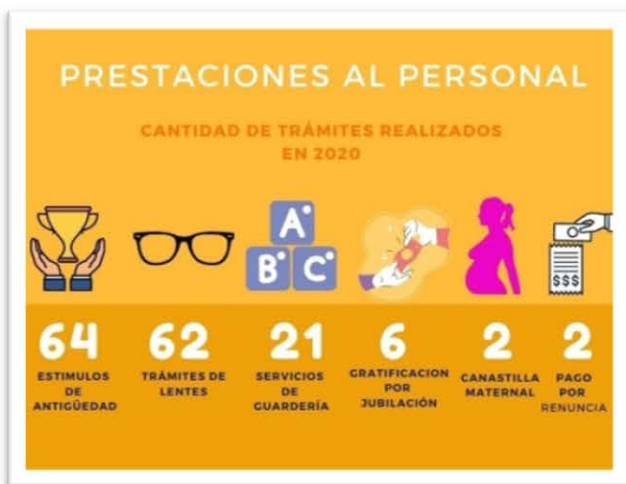 PRESTACIONES AL PERSONAL
CANTIDAD DE TRÁMITES REALIZADOS
EN 2020
A
B C
$$$
64
ESTIMULOS
DE
ANTIGÜEDAD
62
TRÁMITES DE
LENTES
21
SERVICIOS
DE
GUARDERÍA
6
GRATIFICACION
POR
JUBILACIÓN
2
CANASTILLA
MATERNAL
2
PAGO
POR
RENUNCIA